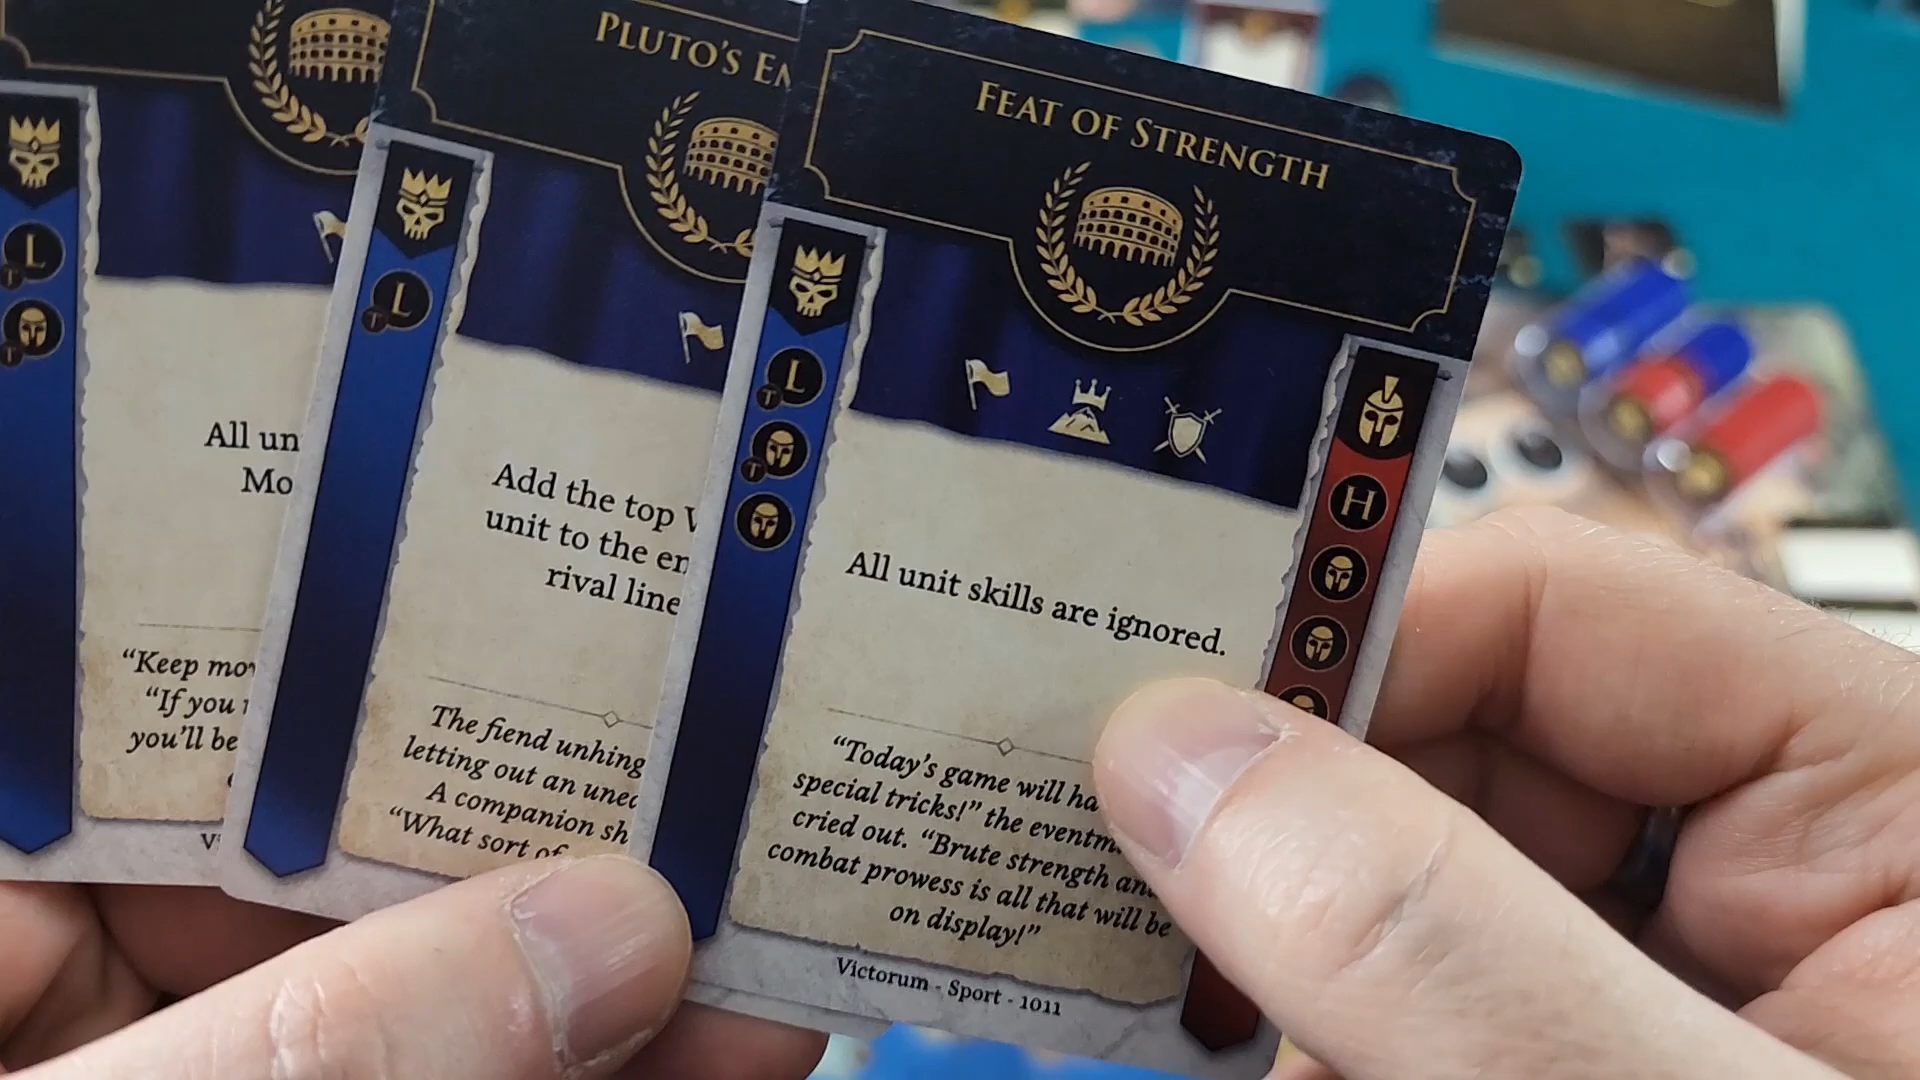 All un
Mo
"Keep mov
"If you
you'll be
L
T
T
PLUTO'S
L
T
Add the top
unit to the
rival line
The fiend unhing
letting out an
A companion sh
"What sort of
FEAT OF STRENGTH
L
T
T
H
All unit skills are ignored.
"Today's game will ha
special tricks!" the eventm
cried out. "Brute strength
combat prowess is all that will be
on display!"
Victorum - Sport - 1011